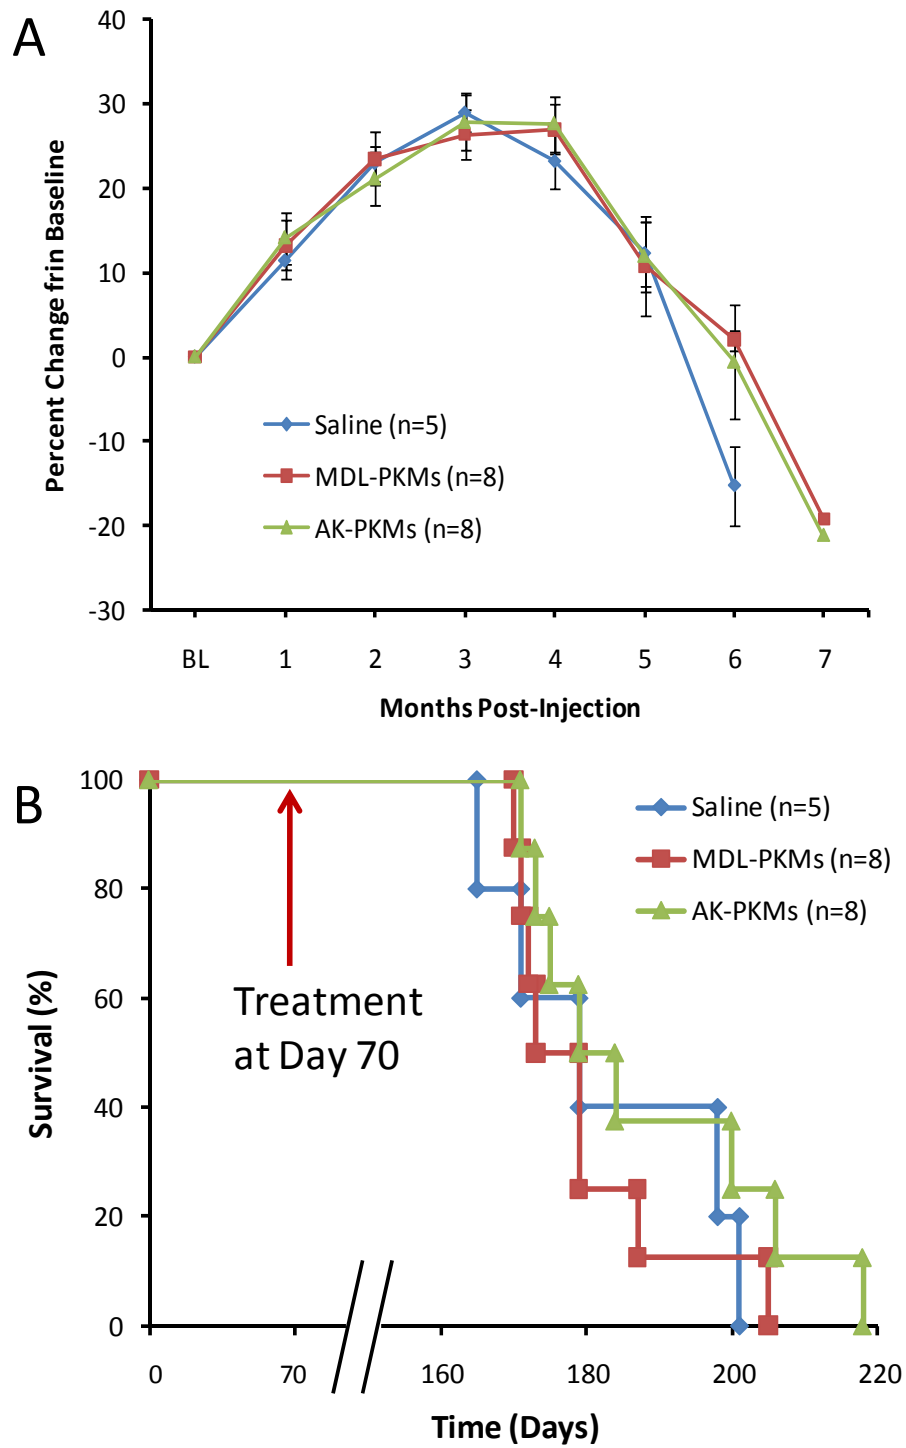 A
40
30
20
10
0
-10
-20
-30
Percent Change frin Baseline
Saline (n=5)
MDL-PKMs (n=8)
AK-PKMs (n=8)
BL 1 2 3 4 5 6 7
Months Post-Injection
B
100
80
60
40
20
0
Survival (%)
Saline (n=5)
MDL-PKMs (n=8)
AK-PKMs (n=8)
Treatment
at Day 70
0 70 160 180 200 220
Time (Days)